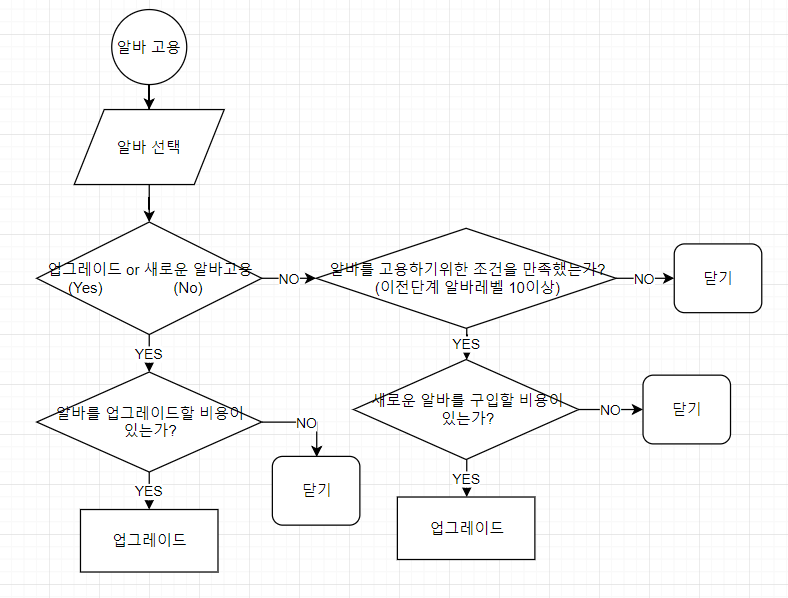 알바 고용
알바 선택
업그레이드 or 새로운 알바고용
(Yes) (No)
NO
알바를 고용하기위한 조건을 만족했는가?
(이전단계 알바레벨 10이상)
NO
닫기
YES
YES
알바를 업그레이드할 비용이
있는가?
NO
닫기
새로운 알바를 구입할 비용이
있는가?
NO
닫기
YES
YES
업그레이드
업그레이드